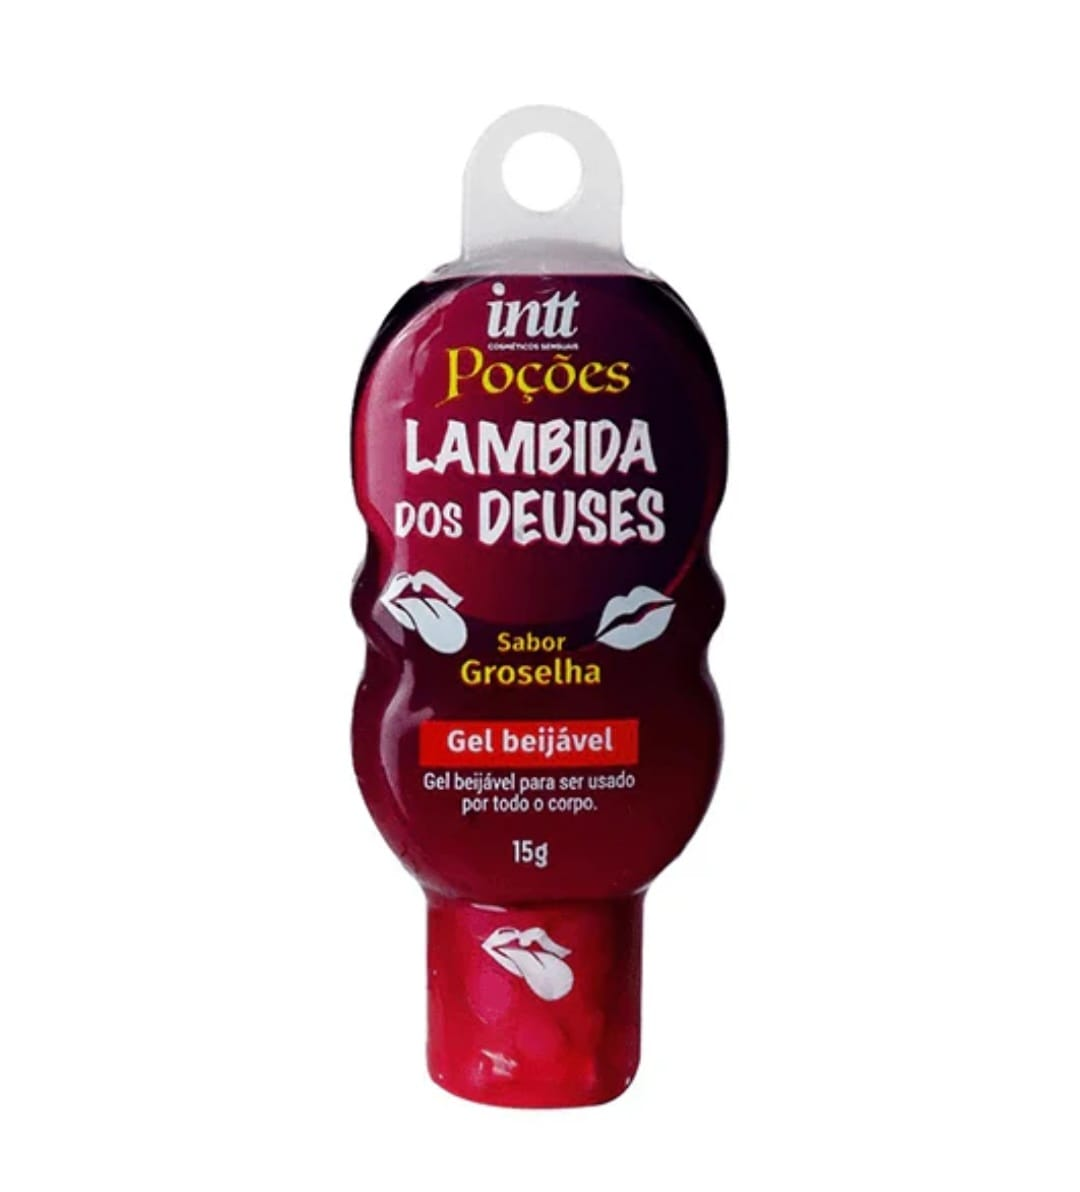 intt
COSMÉTICOS SENSUAIS
Poções
LAMBIDA
DOS DEUSES
Sabor
Groselha
Gel beijável
Gel beijável para ser usado
por todo o corpo.
15g